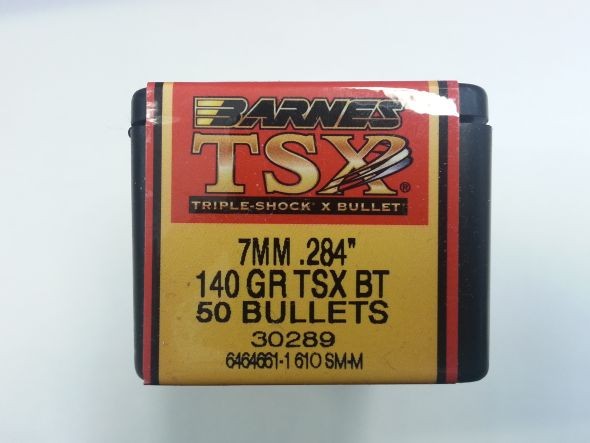 BARNES
TSX®
TRIPLE-SHOCK® X BULLET®
7MM .284"
140 GR TSX BT
50 BULLETS
30289
6464661-1 610 SM-M